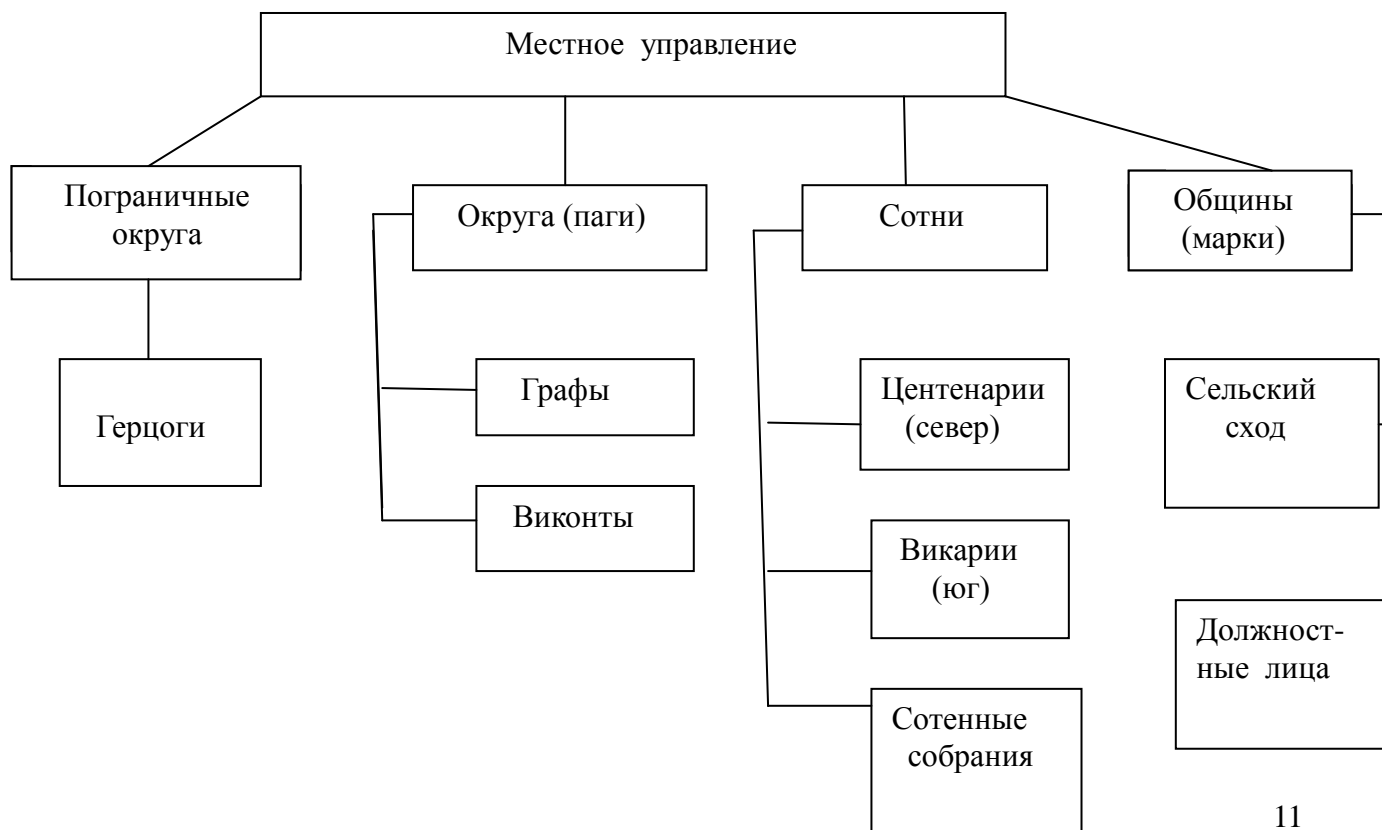 Местное управление
Пограничные
округа
Округа (паги)
Сотни
Общины
(марки)
Герцоги
Графы
Виконты
Центенарии
(север)
Викарии
(юг)
Сотенные
собрания
Сельский
сход
Должност-
ные лица
11